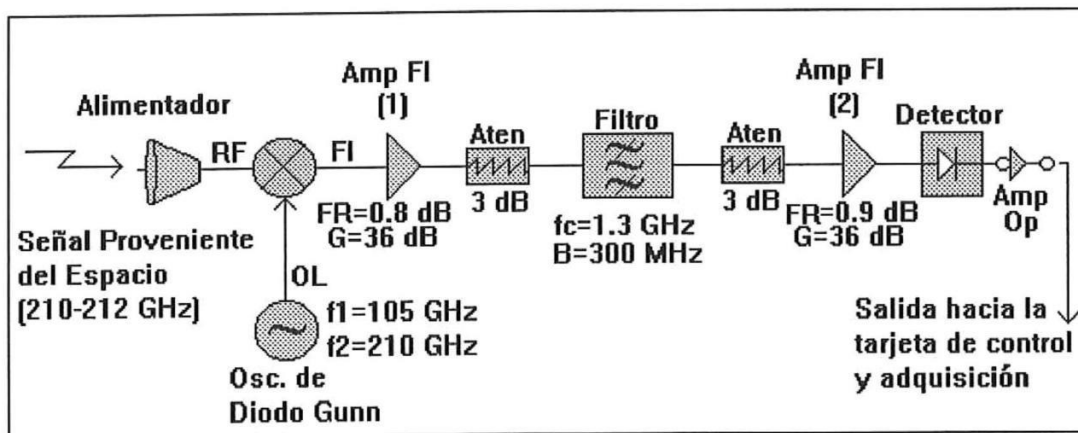 Alimentador
RF
FI
Amp FI
(1)
FR=0.8 dB
G=36 dB
Aten
3 dB
Filtro
fc=1.3 GHz
B=300 MHz
Aten
3 dB
Amp FI
(2)
FR=0.9 dB
G=36 dB
Detector
Amp
Op
Señal Proveniente
del Espacio
(210-212 GHz)
OL
f1=105 GHz
f2=210 GHz
Osc. de
Diodo Gunn
Salida hacia la
tarjeta de control
y adquisición